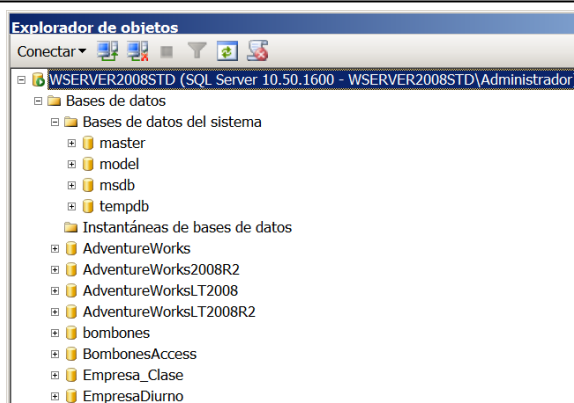 Explorador de objetos
Conectar
WSERVER2008STD (SQL Server 10.50.1600 - WSERVER2008STD\Administrador
Bases de datos
Bases de datos del sistema
master
model
msdb
tempdb
Instantáneas de bases de datos
AdventureWorks
AdventureWorks2008R2
AdventureWorksLT2008
AdventureWorksLT2008R2
bombones
BombonesAccess
Empresa_Clase
EmpresaDiurno